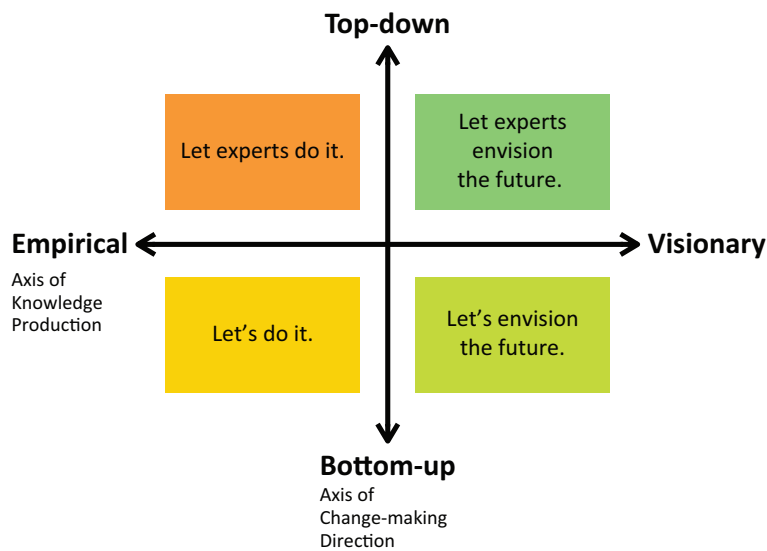 Top-down
Let experts do it.
Let experts
envision
the future.
Empirical
Visionary
Axis of
Knowledge
Production
Let's do it.
Let's envision
the future.
Bottom-up
Axis of
Change-making
Direction